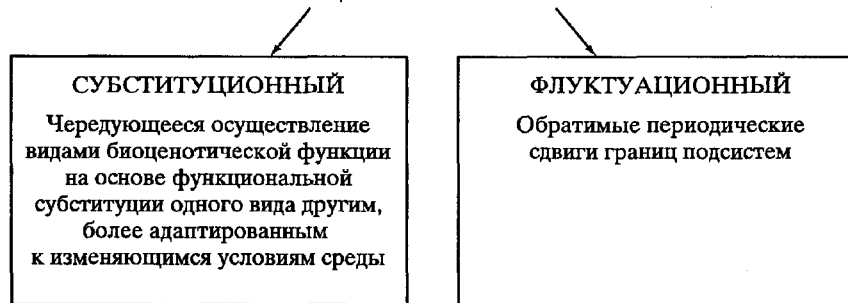 СУБСТИТУЦИОННЫЙ
Чередующееся осуществление
видами биоценотической функции
на основе функциональной
субституции одного вида другим,
более адаптированным
к изменяющимся условиям среды
ФЛУКТУАЦИОННЫЙ
Обратимые периодические
сдвиги границ подсистем